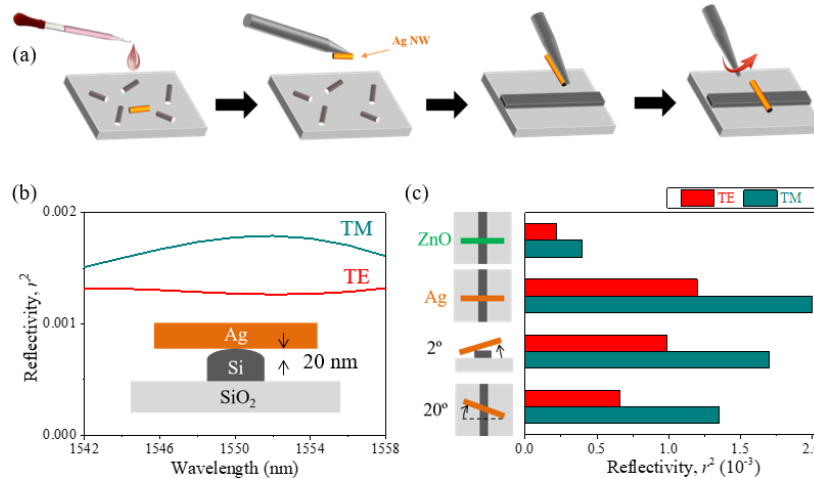 (a)
Ag NW
(b)
0.002
0.001
0.000
Reflectivity, r²
TM
TE
Ag
Si
20 nm
SiO₂
1542
1546
1550
1554
1558
Wavelength (nm)
(c)
TE
TM
ZnO
Ag
2º
20º
0.0
0.5
1.0
1.5
2.0
Reflectivity, r² (10⁻³)